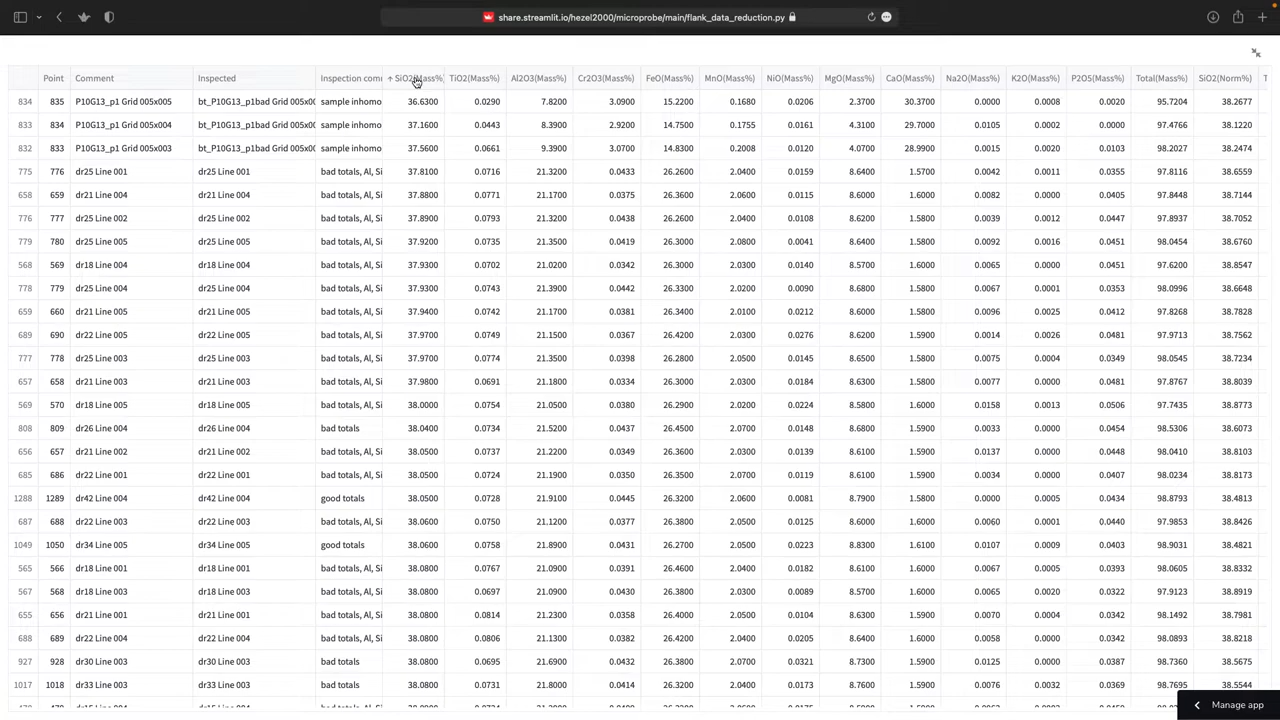 share.streamlit.io/hezel2000/microprobe/main/flank_data_reduction.py
Point Comment Inspected Inspection com ↑ SiO2(Mass% TiO2(Mass%) Al2O3(Mass%) Cr2O3(Mass%) FeO(Mass%) MnO(Mass%) NiO(Mass%) MgO(Mass%) CaO(Mass%) Na2O(Mass%) K2O(Mass%) P2O5(Mass%) Total(Mass%) SiO2(Norm%) T
834 835 P10G13_p1 Grid 005x005 bt_P10G13_p1bad Grid 005x00 sample inhomo 36.6300 0.0290 7.8200 3.0900 15.2200 0.1680 0.0206 2.3700 30.3700 0.0000 0.0008 0.0020 95.7204 38.2677
833 834 P10G13_p1 Grid 005x004 bt_P10G13_p1bad Grid 005x00 sample inhomo 37.1600 0.0443 8.3900 2.9200 14.7500 0.1755 0.0161 4.3100 29.7000 0.0105 0.0002 0.0000 97.4766 38.1220
832 833 P10G13_p1 Grid 005x003 bt_P10G13_p1bad Grid 005x00 sample inhomo 37.5600 0.0661 9.3900 3.0700 14.8300 0.2008 0.0120 4.0700 28.9900 0.0015 0.0020 0.0103 98.2027 38.2474
775 776 dr25 Line 001 dr25 Line 001 bad totals, Al, Si 37.8100 0.0716 21.3200 0.0433 26.2600 2.0400 0.0159 8.6400 1.5700 0.0042 0.0011 0.0355 97.8116 38.6559
658 659 dr21 Line 004 dr21 Line 004 bad totals, Al, Si 37.8800 0.0771 21.1700 0.0375 26.3600 2.0600 0.0115 8.6400 1.6000 0.0082 0.0000 0.0405 97.8448 38.7144
776 777 dr25 Line 002 dr25 Line 002 bad totals, Al, Si 37.8900 0.0793 21.3200 0.0438 26.2600 2.0400 0.0108 8.6200 1.5800 0.0039 0.0012 0.0447 97.8937 38.7052
779 780 dr25 Line 005 dr25 Line 005 bad totals, Al, Si 37.9200 0.0735 21.3500 0.0419 26.3000 2.0800 0.0041 8.6400 1.5800 0.0092 0.0016 0.0451 98.0454 38.6760
568 569 dr18 Line 004 dr18 Line 004 bad totals, Al, Si 37.9300 0.0702 21.0200 0.0342 26.3100 2.0300 0.0140 8.5700 1.6000 0.0065 0.0000 0.0451 97.6200 38.8547
778 779 dr25 Line 004 dr25 Line 004 bad totals, Al, Si 37.9300 0.0743 21.3900 0.0442 26.3300 2.0200 0.0090 8.6800 1.5800 0.0067 0.0001 0.0353 98.0996 38.6648
659 660 dr21 Line 005 dr21 Line 005 bad totals, Al, Si 37.9400 0.0742 21.1700 0.0381 26.3400 2.0100 0.0212 8.6100 1.5800 0.0096 0.0025 0.0412 97.8268 38.7828
689 690 dr22 Line 005 dr22 Line 005 bad totals, Al, Si 37.9700 0.0749 21.1500 0.0367 26.4200 2.0300 0.0276 8.6200 1.5900 0.0014 0.0026 0.0481 97.9713 38.7562
777 778 dr25 Line 003 dr25 Line 003 bad totals, Al, Si 37.9700 0.0774 21.3500 0.0398 26.2800 2.0500 0.0145 8.6500 1.5800 0.0075 0.0004 0.0349 98.0545 38.7234
657 658 dr21 Line 003 dr21 Line 003 bad totals, Al, Si 37.9800 0.0691 21.1800 0.0334 26.3000 2.0300 0.0184 8.6300 1.5800 0.0077 0.0000 0.0481 97.8767 38.8039
569 570 dr18 Line 005 dr18 Line 005 bad totals, Al, Si 38.0000 0.0754 21.0500 0.0380 26.2900 2.0200 0.0224 8.5800 1.6000 0.0158 0.0013 0.0506 97.7435 38.8773
808 809 dr26 Line 004 dr26 Line 004 bad totals 38.0400 0.0734 21.5200 0.0437 26.4500 2.0700 0.0148 8.6800 1.5900 0.0033 0.0000 0.0454 98.5306 38.6073
656 657 dr21 Line 002 dr21 Line 002 bad totals, Al, Si 38.0500 0.0737 21.2200 0.0349 26.3600 2.0300 0.0139 8.6100 1.5900 0.0137 0.0000 0.0448 98.0410 38.8103
685 686 dr22 Line 001 dr22 Line 001 bad totals, Al, Si 38.0500 0.0724 21.1900 0.0350 26.3500 2.0700 0.0119 8.6100 1.5900 0.0034 0.0000 0.0407 98.0234 38.8173
1288 1289 dr42 Line 004 dr42 Line 004 good totals 38.0500 0.0728 21.9100 0.0445 26.3200 2.0600 0.0081 8.7900 1.5800 0.0000 0.0005 0.0434 98.8793 38.4813
687 688 dr22 Line 003 dr22 Line 003 bad totals, Al, Si 38.0600 0.0750 21.1200 0.0377 26.3800 2.0500 0.0125 8.6000 1.6000 0.0060 0.0001 0.0440 97.9853 38.8426
1049 1050 dr34 Line 005 dr34 Line 005 good totals 38.0600 0.0758 21.8900 0.0431 26.2700 2.0500 0.0223 8.8300 1.6100 0.0107 0.0009 0.0403 98.9031 38.4821
565 566 dr18 Line 001 dr18 Line 001 bad totals, Al, Si 38.0800 0.0767 21.0900 0.0391 26.4600 2.0400 0.0182 8.6100 1.6000 0.0067 0.0005 0.0393 98.0605 38.8332
567 568 dr18 Line 003 dr18 Line 003 bad totals, Al, Si 38.0800 0.0697 21.0900 0.0430 26.3100 2.0300 0.0089 8.5700 1.6000 0.0065 0.0020 0.0322 97.9123 38.8919
655 656 dr21 Line 001 dr21 Line 001 bad totals, Al, Si 38.0800 0.0814 21.2300 0.0358 26.4000 2.0500 0.0104 8.6300 1.5900 0.0070 0.0004 0.0342 98.1492 38.7981
688 689 dr22 Line 004 dr22 Line 004 bad totals, Al, Si 38.0800 0.0806 21.1300 0.0382 26.4200 2.0400 0.0205 8.6400 1.6000 0.0058 0.0000 0.0342 98.0893 38.8218
927 928 dr30 Line 003 dr30 Line 003 bad totals 38.0800 0.0695 21.6900 0.0432 26.3800 2.0700 0.0321 8.7300 1.5900 0.0125 0.0000 0.0387 98.7360 38.5675
1017 1018 dr33 Line 003 dr33 Line 003 bad totals 38.0800 0.0731 21.8000 0.0414 26.3200 2.0400 0.0173 8.7600 1.5900 0.0076 0.0032 0.0369 98.7695 38.5544
Manage app